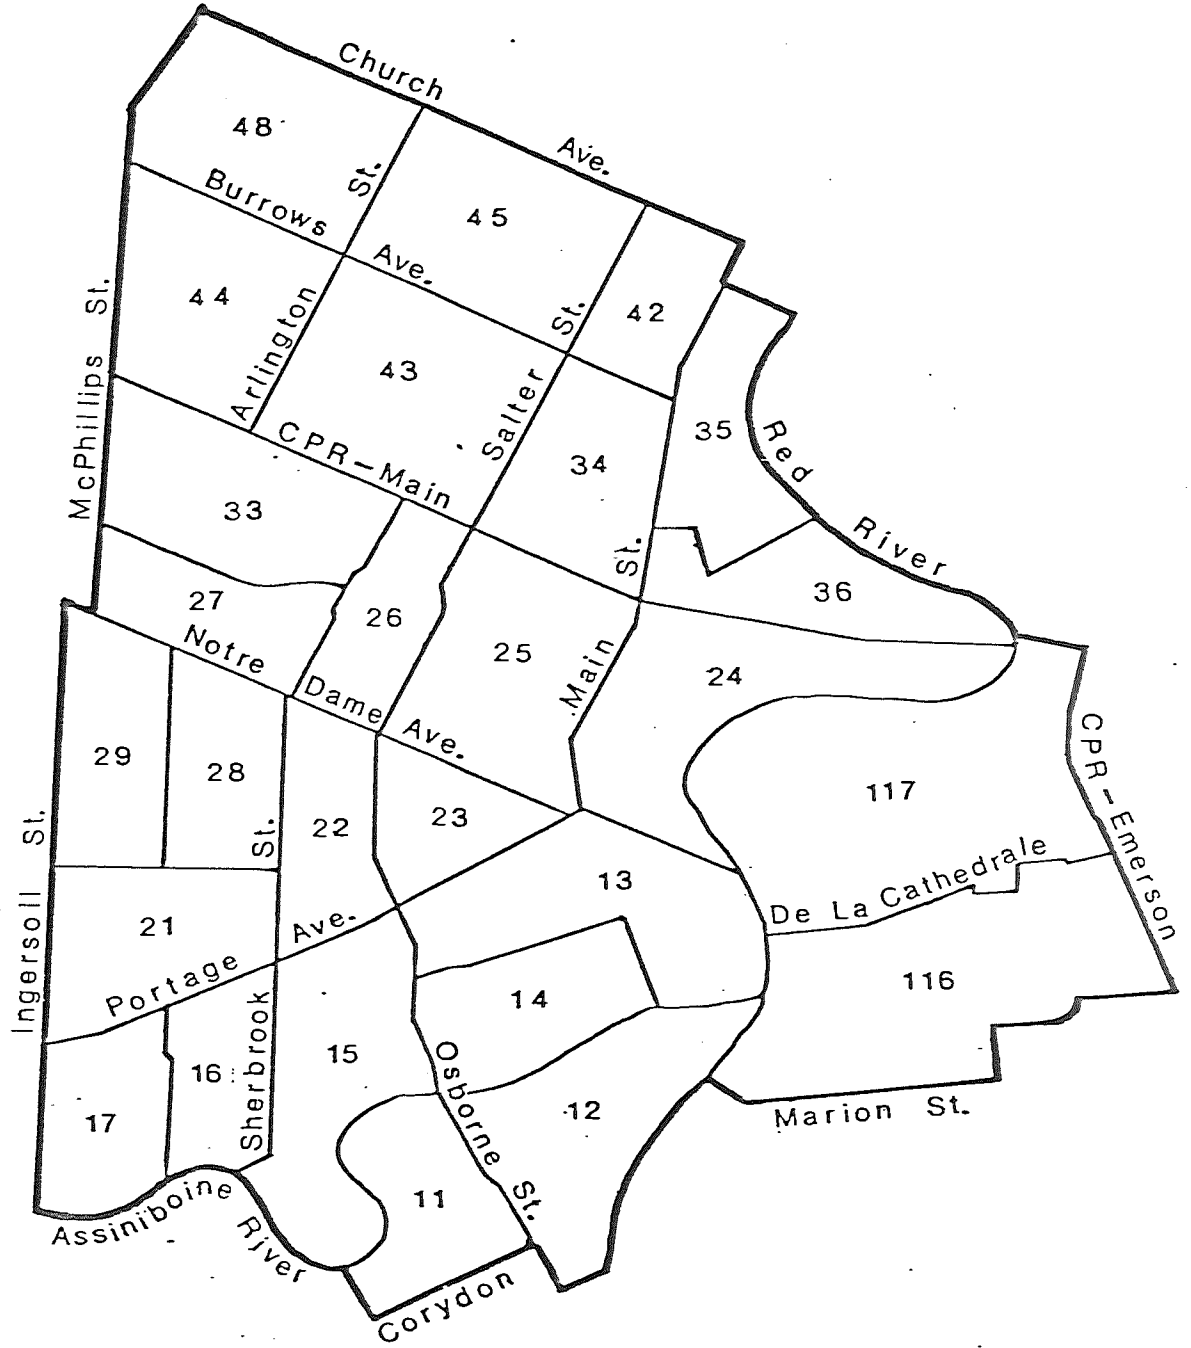 Church Ave.
48
Burrows Ave.
45
42
44
43
Arlington St.
McPhillips St.
Salter St.
CPR-Main
34
35
Red River
33
36
27
26
25
24
Notre Dame Ave.
Main St.
29
28
22
23
117
CPR-Emerson
13
De La Cathedrale
21
Portage Ave.
Ingersoll St.
116
14
15
16
Sherbrook St.
17
12
Osborne St.
Marion St.
11
Assiniboine River
Corydon